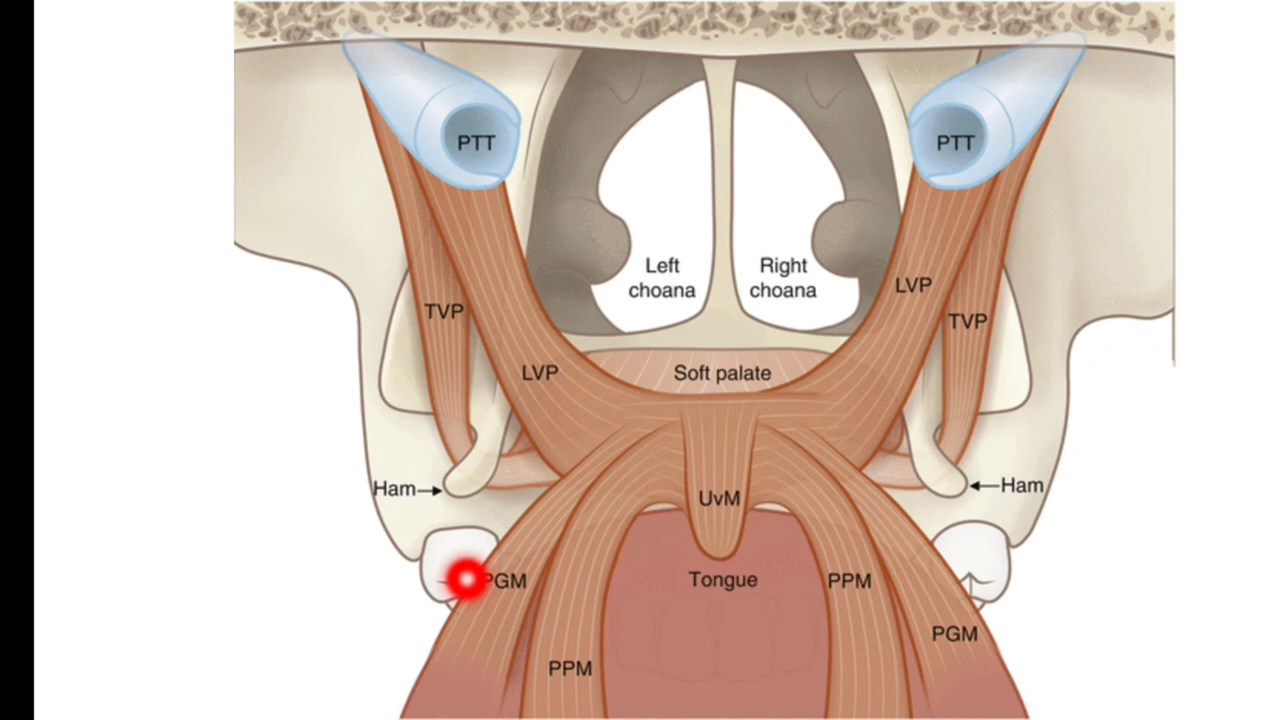 PTT
PTT
Left
choana
Right
choana
LVP
TVP
TVP
LVP
Soft palate
Ham
Ham
UvM
PGM
Tongue
PPM
PGM
PPM